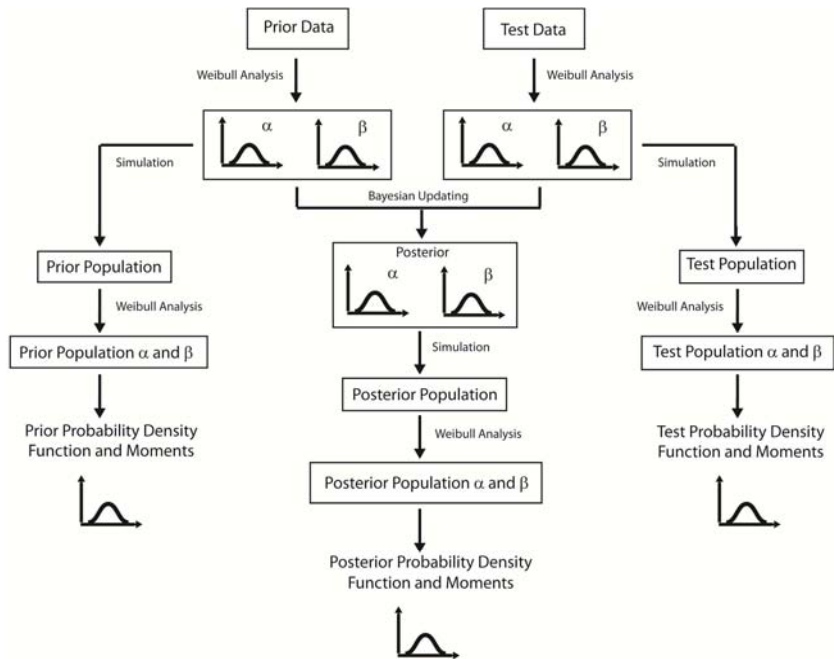 Prior Data
Test Data
Weibull Analysis
Weibull Analysis
α
β
α
β
Simulation
Simulation
Bayesian Updating
Posterior
α
β
Prior Population
Test Population
Weibull Analysis
Weibull Analysis
Simulation
Prior Population α and β
Test Population α and β
Posterior Population
Prior Probability Density
Function and Moments
Weibull Analysis
Test Probability Density
Function and Moments
Posterior Population α and β
Posterior Probability Density
Function and Moments